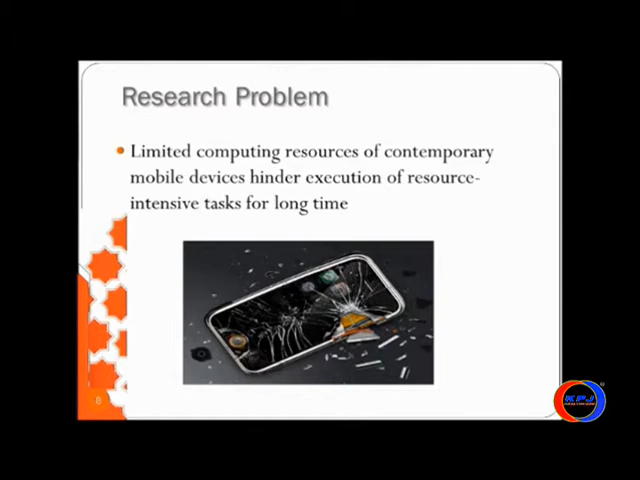 Research Problem
Limited computing resources of contemporary
mobile devices hinder execution of resource-
intensive tasks for long time
8
KPJ